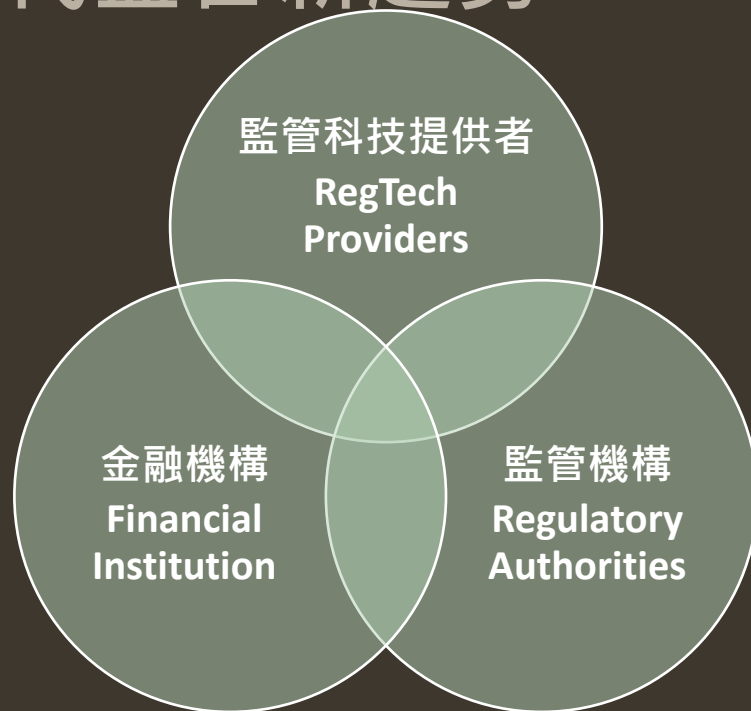 監管科技提供者
RegTech
Providers
金融機構
Financial
Institution
監管機構
Regulatory
Authorities